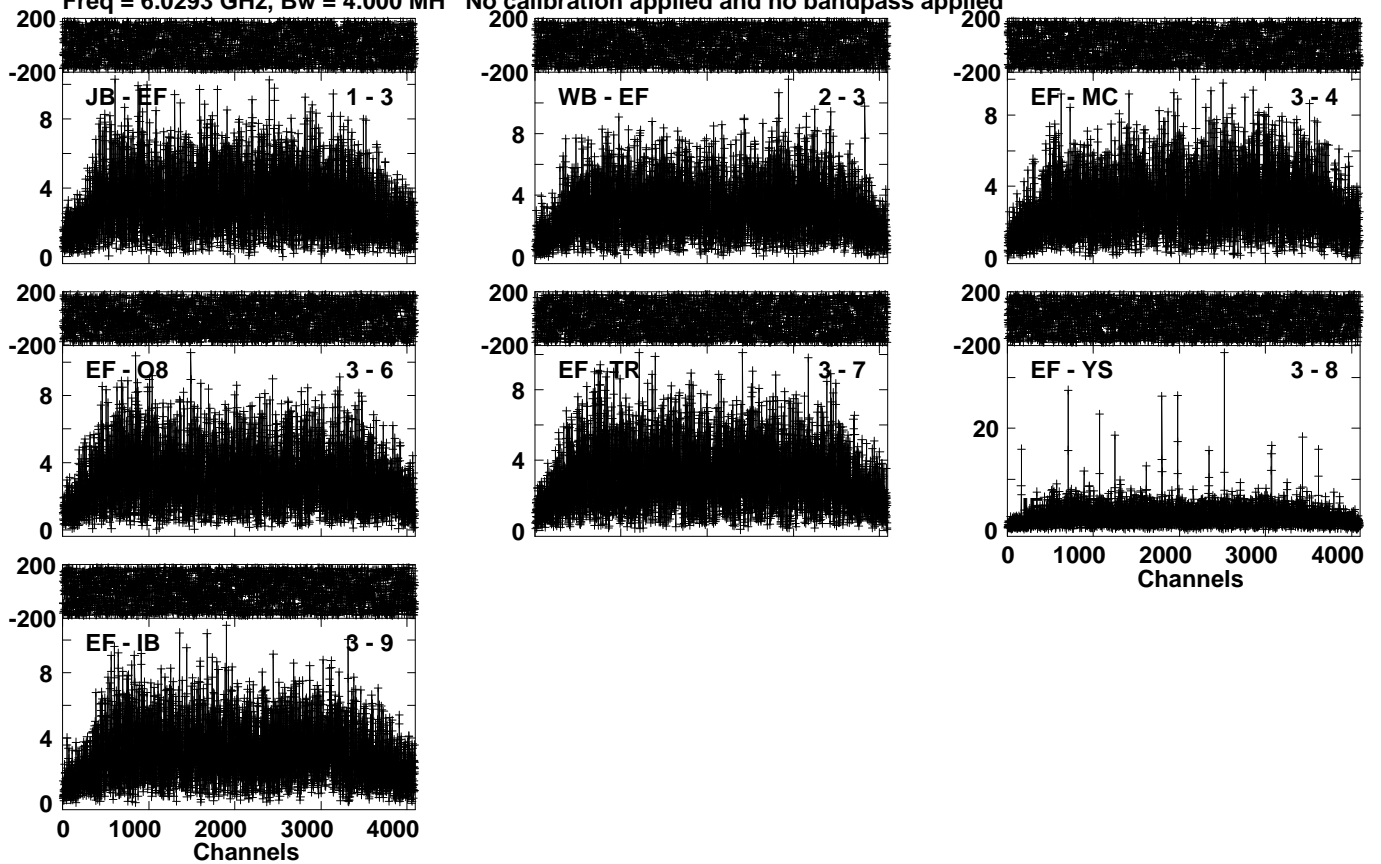 Freq = 6.0293 GHz, Bw = 4.000 MH No calibration applied and no bandpass applied
200
-200
JB - EF 1 - 3
8
4
0
200
-200
WB - EF 2 - 3
8
4
0
200
-200
EF - MC 3 - 4
8
4
0
200
-200
EF - O8 3 - 6
8
4
0
200
-200
EF - TR 3 - 7
8
4
0
200
-200
EF - YS 3 - 8
20
0
0 1000 2000 3000 4000
Channels
200
-200
EF - IB 3 - 9
8
4
0
0 1000 2000 3000 4000
Channels